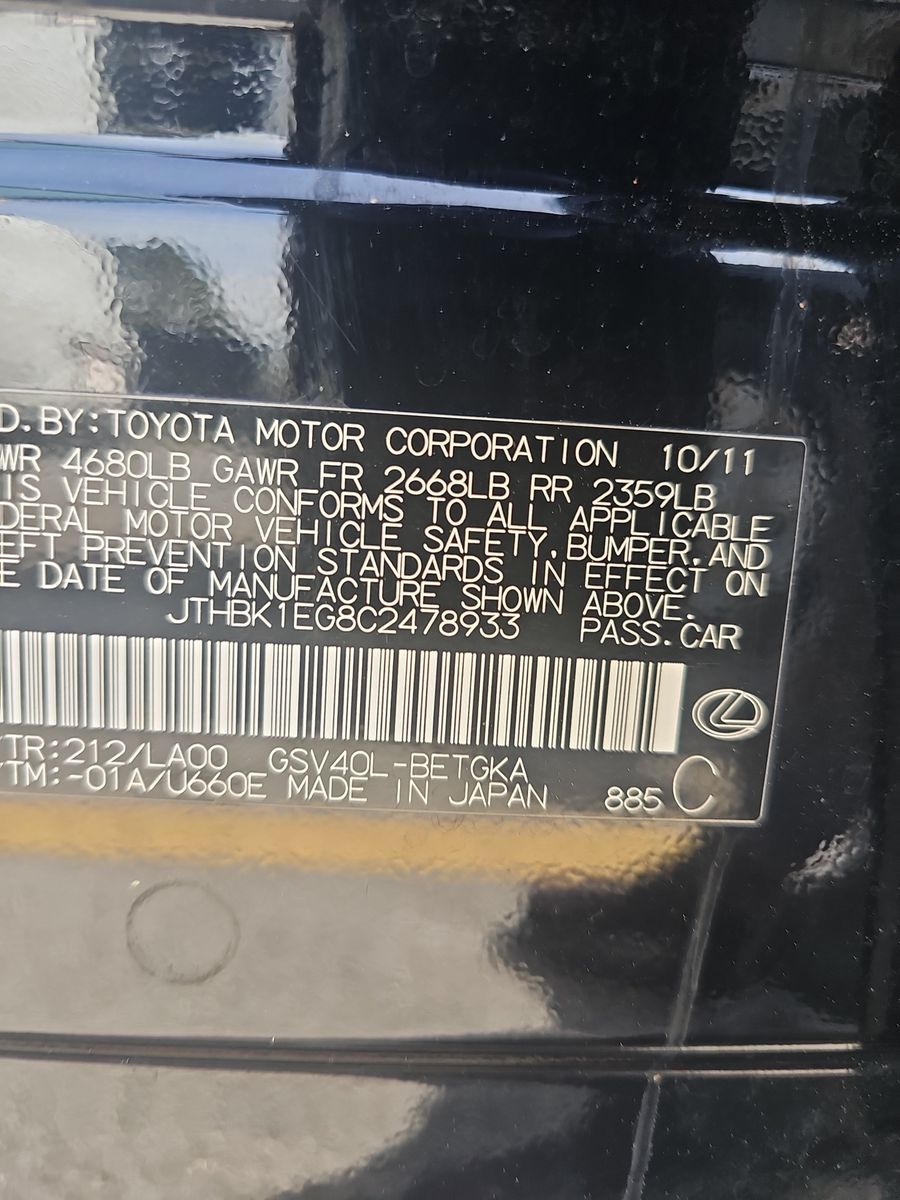 D. BY: TOYOTA MOTOR CORPORATION 10/11
WR 4680LB GAWR FR 2668LB RR 2359LB
IS VEHICLE CONFORMS TO ALL APPLICABLE
DERAL MOTOR VEHICLE SAFETY, BUMPER, AND
EFT PREVENTION STANDARDS IN EFFECT ON
E DATE OF MANUFACTURE SHOWN ABOVE.
JTHBK1EG8C2478933 PASS. CAR
/TR: 212/LA00 GSV40L-BETGKA
/TM: -01A/U660E MADE IN JAPAN 885 C